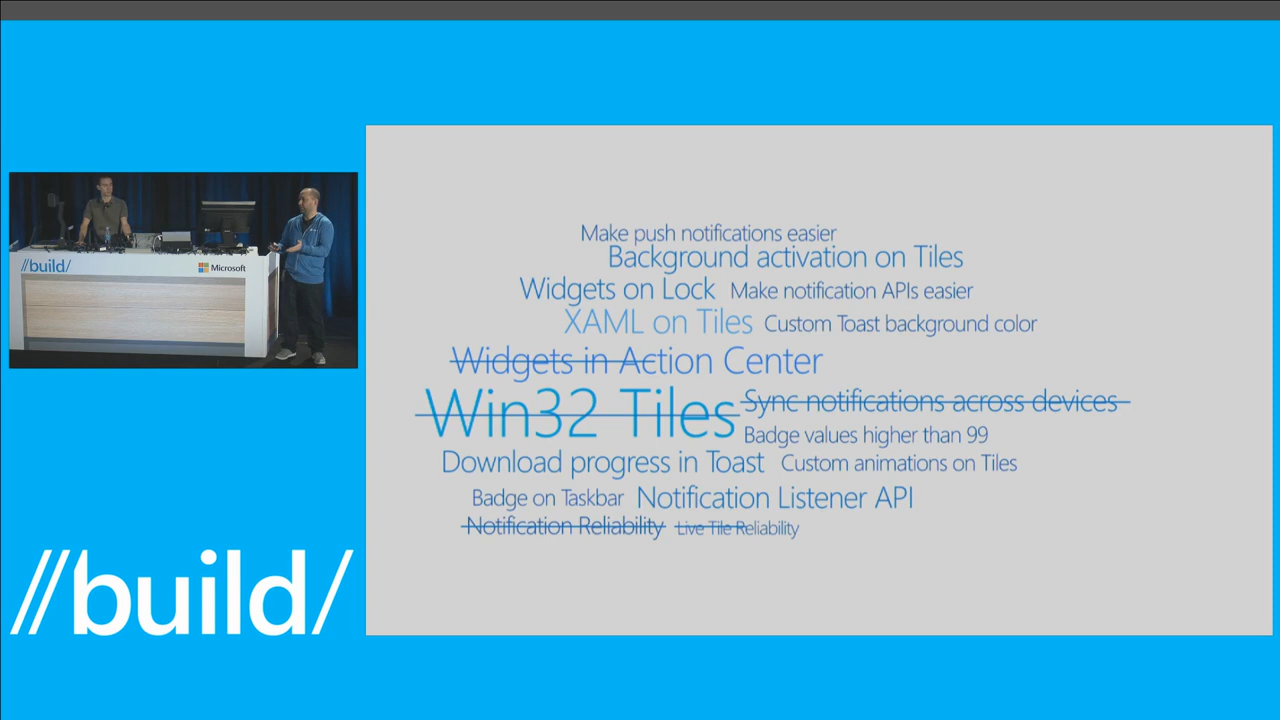 //build/
Microsoft
Make push notifications easier
Background activation on Tiles
Widgets on Lock Make notification APIs easier
XAML on Tiles Custom Toast background color
Widgets in Action Center
Win32 Tiles Sync notifications across devices
Badge values higher than 99
Download progress in Toast Custom animations on Tiles
Badge on Taskbar Notification Listener API
Notification Reliability Live Tile Reliability
//build/